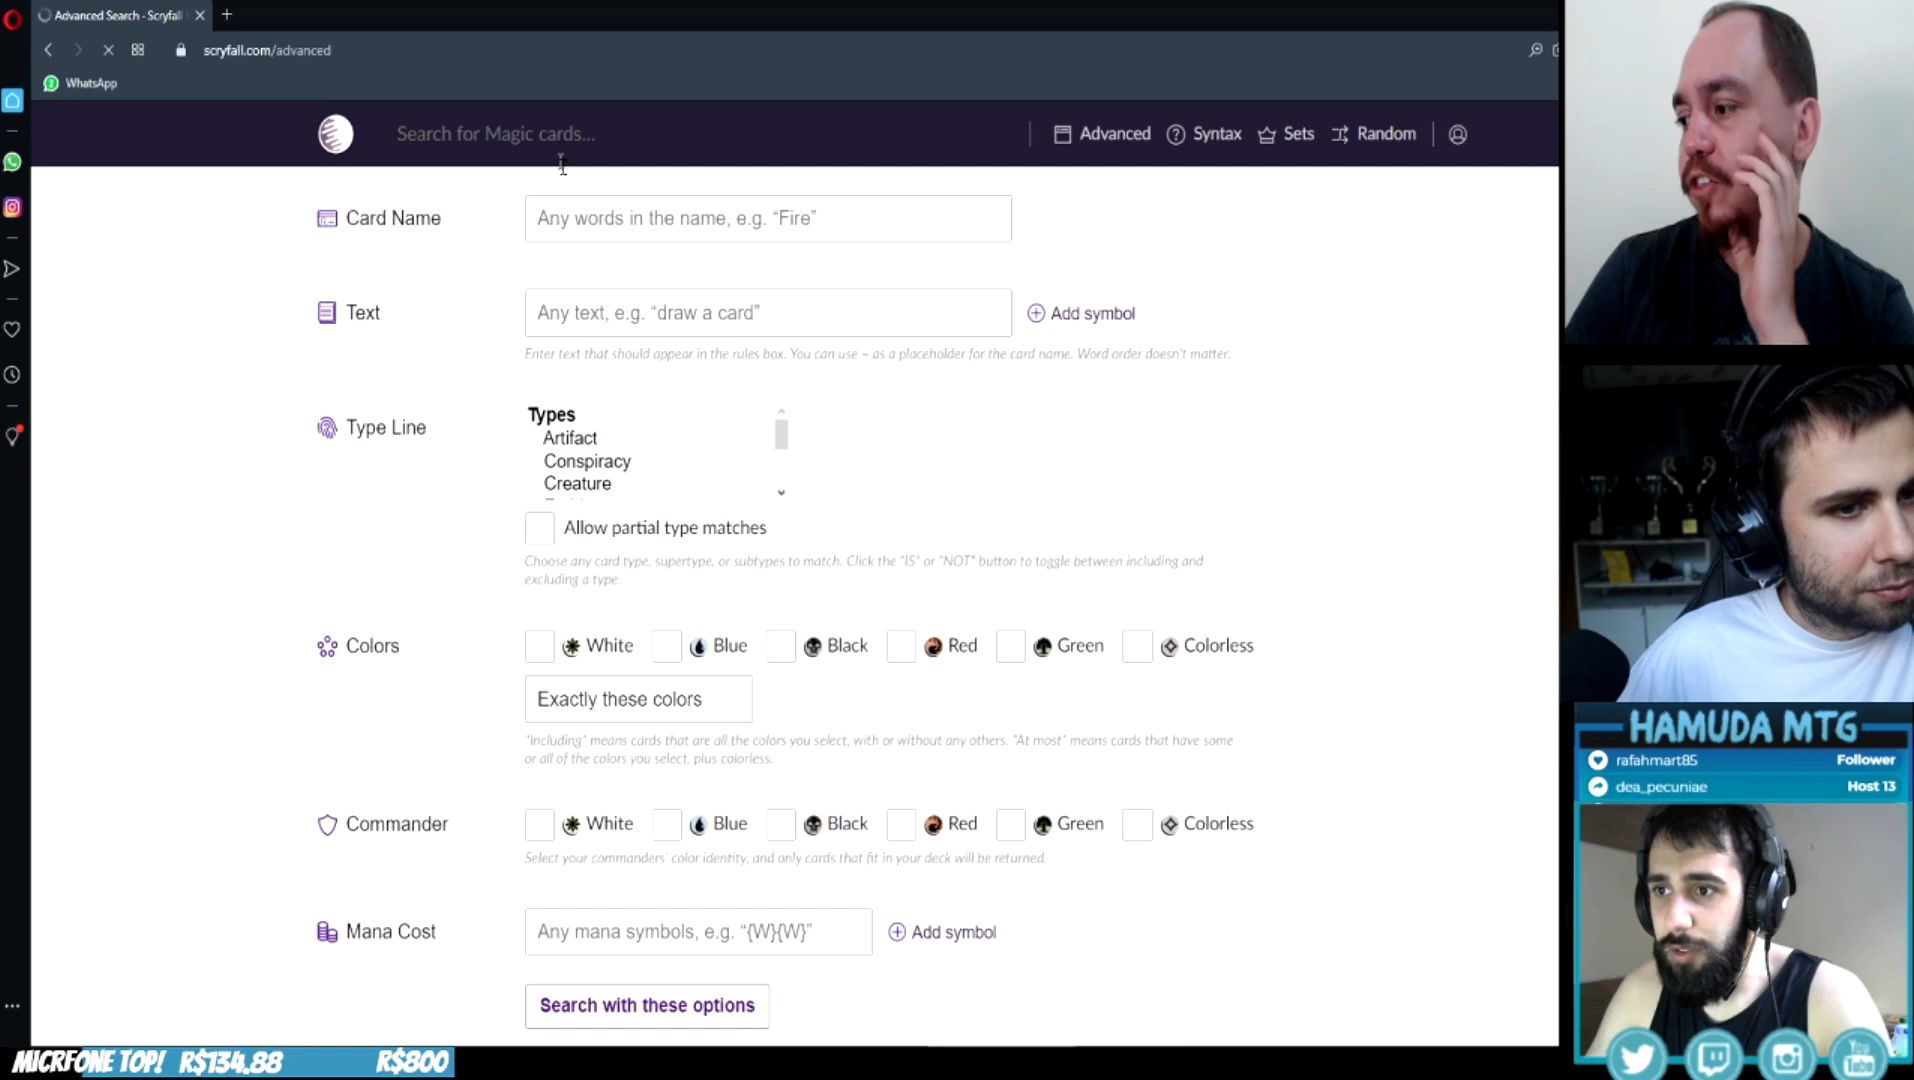 Advanced Search - Scryfall
scryfall.com/advanced
WhatsApp
Search for Magic cards...
Advanced
Syntax
Sets
Random
Card Name
Any words in the name, e.g. “Fire”
Text
Any text, e.g. “draw a card”
Add symbol
Enter text that should appear in the rules box. You can use ~ as a placeholder for the card name. Word order doesn't matter.
Type Line
Types
Artifact
Conspiracy
Creature
Allow partial type matches
Choose any card type, supertype, or subtypes to match. Click the "IS" or "NOT" button to toggle between including and
excluding a type.
Colors
White
Blue
Black
Red
Green
Colorless
Exactly these colors
"Including" means cards that are all the colors you select, with or without any others. "At most" means cards that have some
or all of the colors you select, plus colorless.
Commander
White
Blue
Black
Red
Green
Colorless
Select your commanders' color identity, and only cards that fit in your deck will be returned.
Mana Cost
Any mana symbols, e.g. “{W}{W}”
Add symbol
Search with these options
HAMUDA MTG
rafahmart85 Follower
dea_pecuniae Host 13
MICRFONE TOP! R$134.88 R$800
You
Tube